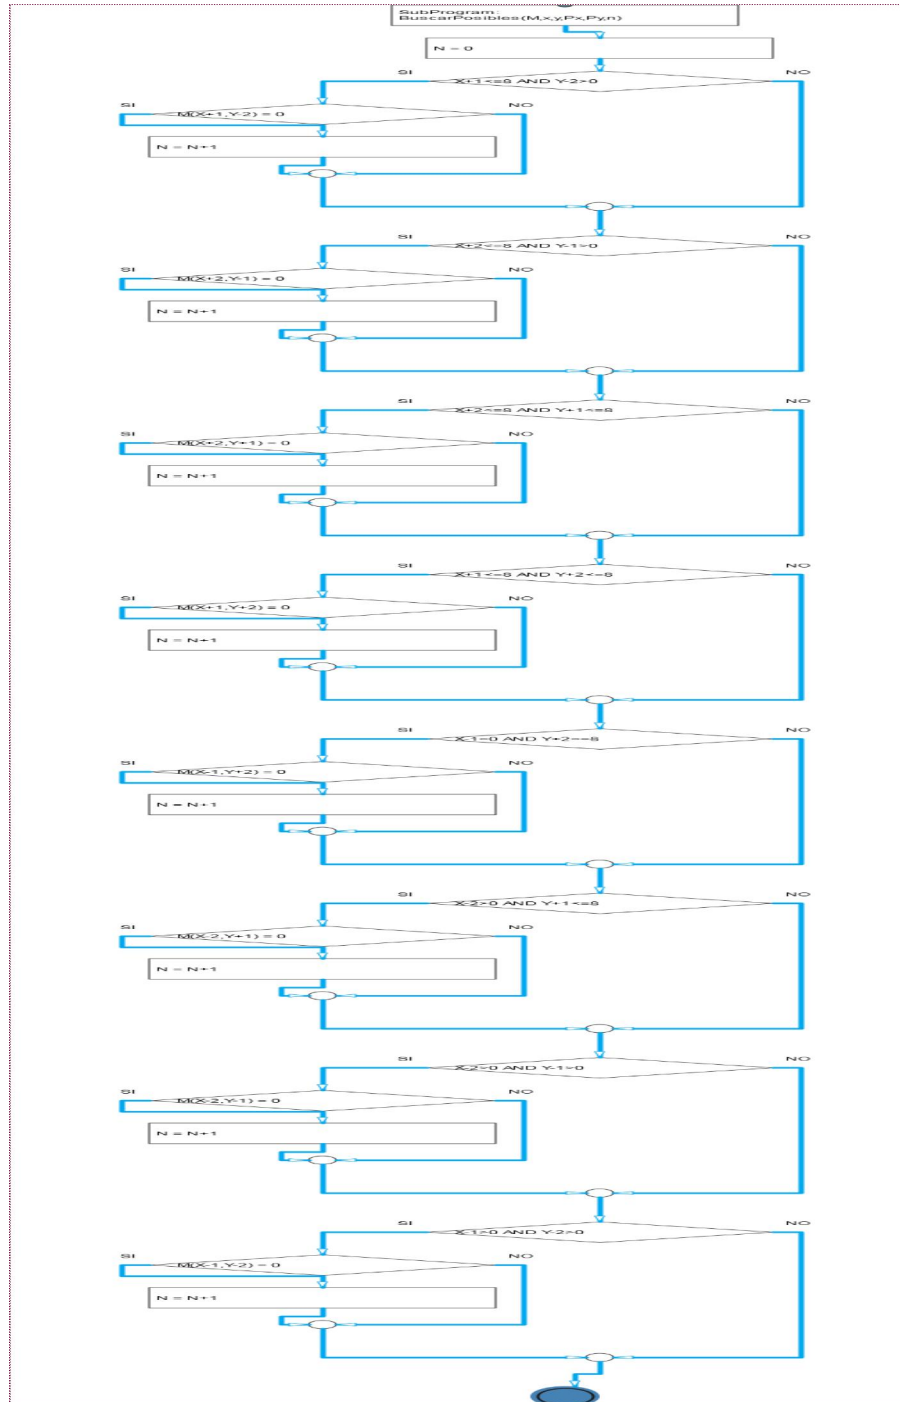 SubProgram:
BuscarPosibles(M,x,y,Px,Py,n)
N = 0
SI
X+1<=8 AND Y-2>0
NO
SI
M(X+1,Y-2) = 0
NO
N = N+1
SI
X+2<=8 AND Y-1>0
NO
SI
M(X+2,Y-1) = 0
NO
N = N+1
SI
X+2<=8 AND Y+1<=8
NO
SI
M(X+2,Y+1) = 0
NO
N = N+1
SI
X+1<=8 AND Y+2<=8
NO
SI
M(X+1,Y+2) = 0
NO
N = N+1
SI
X-1>0 AND Y+2<=8
NO
SI
M(X-1,Y+2) = 0
NO
N = N+1
SI
X-2>0 AND Y+1<=8
NO
SI
M(X-2,Y+1) = 0
NO
N = N+1
SI
X-2>0 AND Y-1>0
NO
SI
M(X-2,Y-1) = 0
NO
N = N+1
SI
X-1>0 AND Y-2>0
NO
SI
M(X-1,Y-2) = 0
NO
N = N+1